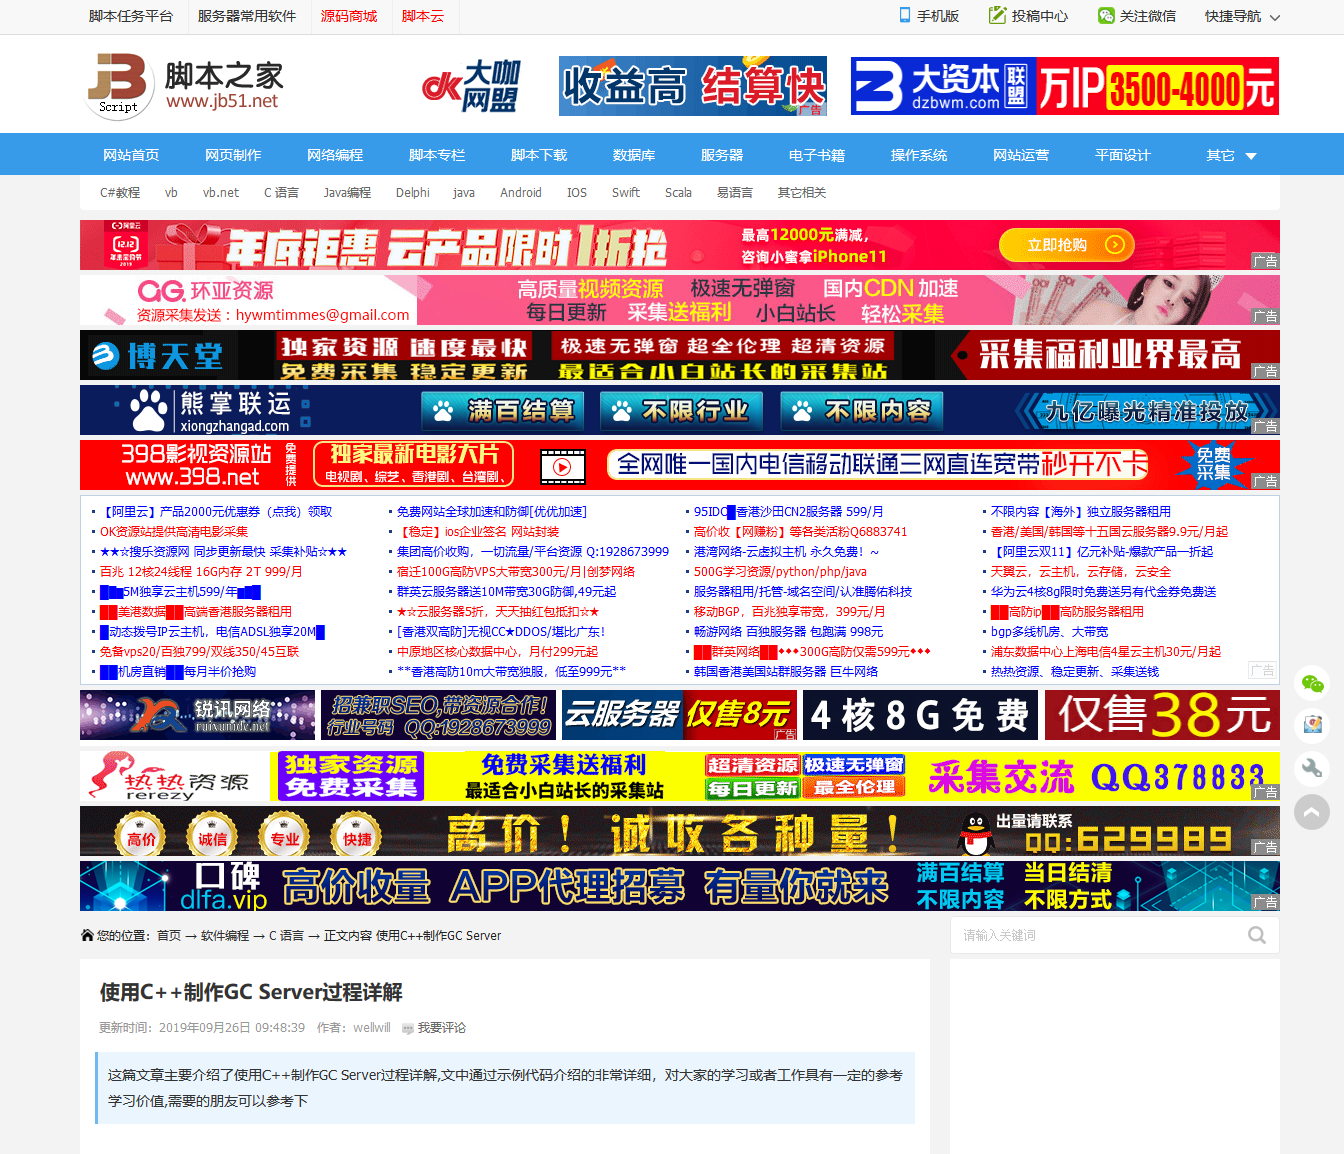 脚本任务平台 服务器常用软件 源码商城 脚本云 手机版 投稿中心 关注微信 快捷导航
JB Script 脚本之家
www.jb51.net
dk 大咖网盟
收益高 结算快 广告
大资本联盟 dzbwm.com 万IP 3500-4000元
网站首页 网页制作 网络编程 脚本专栏 脚本下载 数据库 服务器 电子书籍 操作系统 网站运营 平面设计 其它
C#教程 vb vb.net C 语言 Java编程 Delphi java Android IOS Swift Scala 易语言 其它相关
阿里云 12.12 2019 年底钜惠 云产品限时1折抢 最高12000元满减， 立即抢购
咨询小蜜拿iPhone11 广告
环亚资源 高质量视频资源 极速无弹窗 国内CDN加速
资源采集发送：hywmtimmes@gmail.com 每日更新 采集送福利 小白站长 轻松采集 广告
博天堂 独家资源 速度最快 极速无弹窗 超全伦理 超清资源 采集福利业界最高
免费采集 稳定更新 最适合小白站长的采集站 广告
熊掌联运 满百结算 不限行业 不限内容 九亿曝光精准投放
xiongzhangad.com 广告
398影视资源站 免费提供 独家最新电影大片 全网唯一国内电信移动联通三网直连宽带秒开不卡 免费采集
www.398.net 电视剧、综艺、香港剧、台湾剧、 广告
【阿里云】产品2000元优惠券（点我）领取 免费网站全球加速和防御[优优加速] 95IDC█香港沙田CN2服务器 599/月 不限内容【海外】独立服务器租用
OK资源站提供高清电影采集 【稳定】ios企业签名 网站封装 高价收【网赚粉】等各类活粉Q6883741 香港/美国/韩国等十五国云服务器9.9元/月起
★★☆搜乐资源网 同步更新最快 采集补贴☆★★ 集团高价收购，一切流量/平台资源 Q:1928673999 港湾网络-云虚拟主机 永久免费！~ 【阿里云双11】亿元补贴-爆款产品一折起
百兆 12核24线程 16G内存 2T 999/月 宿迁100G高防VPS大带宽300元/月|创梦网络 500G学习资源/python/php/java 天翼云，云主机，云存储，云安全
5M独享云主机599/年 群英云服务器送10M带宽30G防御,49元起 服务器租用/托管-域名空间/认准腾佑科技 华为云4核8g限时免费送另有代金券免费送
██美港数据██高端香港服务器租用 ★☆云服务器5折，天天抽红包抵扣☆★ 移动BGP，百兆独享带宽，399元/月 ██高防ip██高防服务器租用
█动态拨号IP云主机，电信ADSL独享20M█ [香港双高防]无视CC★DDOS/堪比广东！ 畅游网络 百独服务器 包跑满 998元 bgp多线机房、大带宽
免备vps20/百独799/双线350/45互联 中原地区核心数据中心，月付299元起 ██群英网络██◆◆◆300G高防仅需599元◆◆◆ 浦东数据中心上海电信4星云主机30元/月起
██机房直销██每月半价抢购 **香港高防10m大带宽独服，低至999元** 韩国香港美国站群服务器 巨牛网络 热热资源、稳定更新、采集送钱 广告
锐讯网络 招兼职SEO,带资源合作! 云服务器 仅售8元 4核8G免费 仅售38元
ruixunidc.net 行业号码 QQ:1928673999 广告
热热资源 独家资源 免费采集送福利 超清资源 极速无弹窗 采集交流 QQ378833
rerezy 免费采集 最适合小白站长的采集站 每日更新 最全伦理 广告
高价 诚信 专业 快捷 高价！诚收各种量！ 出量请联系
QQ:629989 广告
口碑 高价收量 APP代理招募 有量你就来 满百结算 当日结清
dlfa.vip 不限内容 不限方式 广告
您的位置：首页 → 软件编程 → C 语言 → 正文内容 使用C++制作GC Server 请输入关键词
使用C++制作GC Server过程详解
更新时间：2019年09月26日 09:48:39 作者：wellwill 我要评论
这篇文章主要介绍了使用C++制作GC Server过程详解,文中通过示例代码介绍的非常详细，对大家的学习或者工作具有一定的参考
学习价值,需要的朋友可以参考下